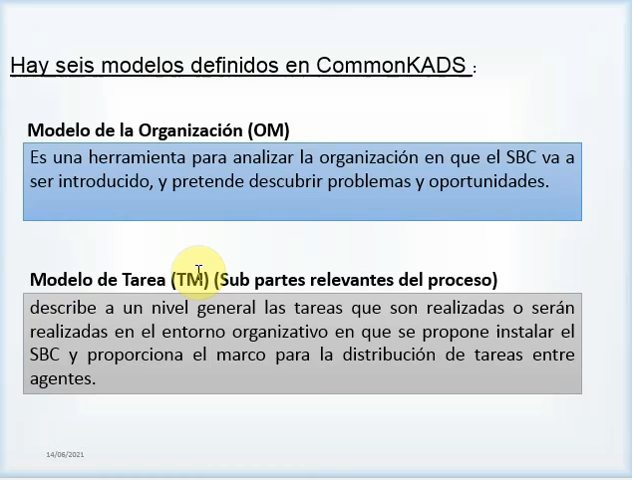 Hay seis modelos definidos en CommonKADS :
Modelo de la Organización (OM)
Es una herramienta para analizar la organización en que el SBC va a
ser introducido, y pretende descubrir problemas y oportunidades.
Modelo de Tarea (TM) (Sub partes relevantes del proceso)
describe a un nivel general las tareas que son realizadas o serán
realizadas en el entorno organizativo en que se propone instalar el
SBC y proporciona el marco para la distribución de tareas entre
agentes.
14/06/2021